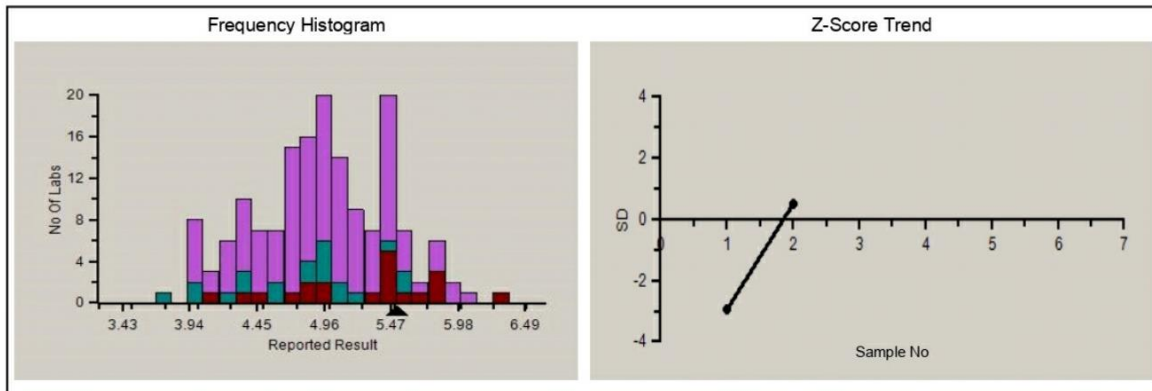 Frequency Histogram
20
16
12
8
4
0
No Of Labs
3.43 3.94 4.45 4.96 5.47 5.98 6.49
Reported Result
Z-Score Trend
4
2
0
-2
-4
SD
0 1 2 3 4 5 6 7
Sample No